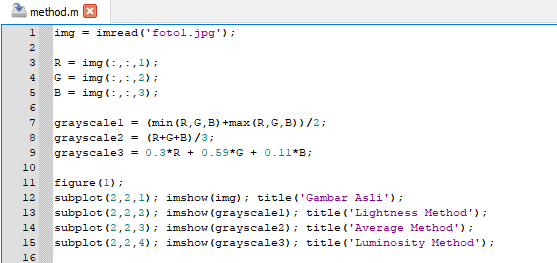 method.m
1 img = imread('foto1.jpg');
2
3 R = img(:,:,1);
4 G = img(:,:,2);
5 B = img(:,:,3);
6
7 grayscale1 = (min(R,G,B)+max(R,G,B))/2;
8 grayscale2 = (R+G+B)/3;
9 grayscale3 = 0.3*R + 0.59*G + 0.11*B;
10
11 figure(1);
12 subplot(2,2,1); imshow(img); title('Gambar Asli');
13 subplot(2,2,2); imshow(grayscale1); title('Lightness Method');
14 subplot(2,2,3); imshow(grayscale2); title('Average Method');
15 subplot(2,2,4); imshow(grayscale3); title('Luminosity Method');
16